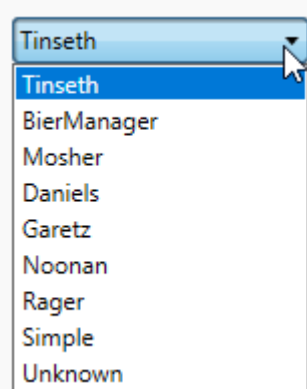 Tinseth
Tinseth
BierManager
Mosher
Daniels
Garetz
Noonan
Rager
Simple
Unknown